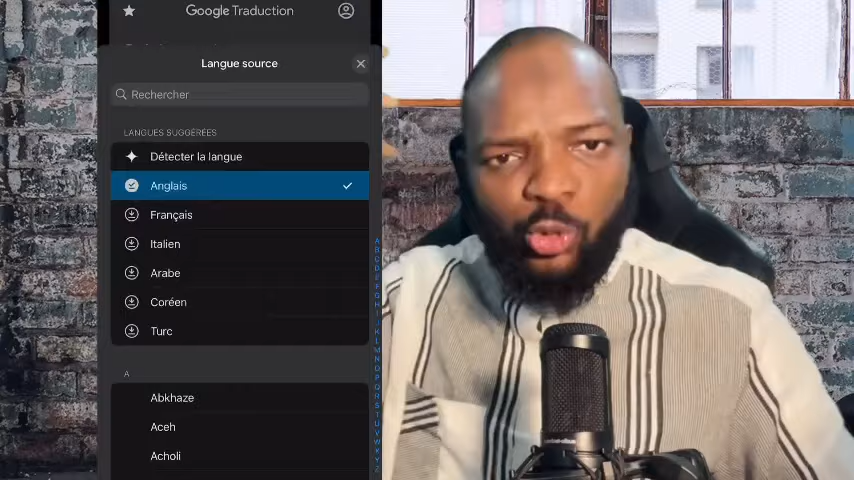 Google Traduction
Langue source
Rechercher
LANGUES SUGGÉRÉES
Détecter la langue
Anglais
Français
Italien
Arabe
Coréen
Turc
A
Abkhaze
Aceh
Acholi